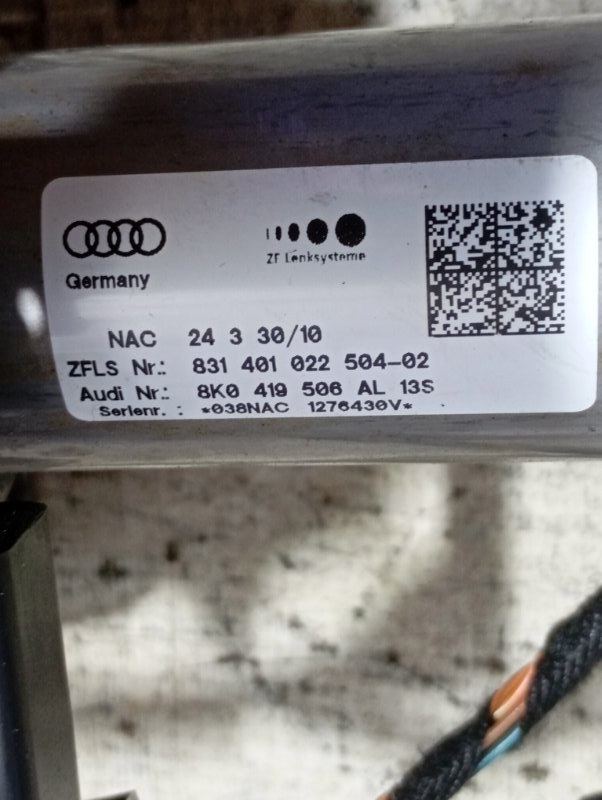 ZF Lenksysteme
Germany
NAC 24 3 30/10
ZFLS Nr.: 831 401 022 504-02
Audi Nr.: 8K0 419 506 AL 13S
Serienr. : *038NAC 1276430V*